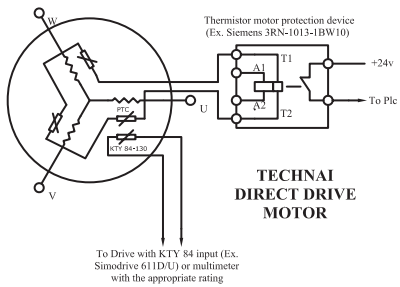 Thermistor motor protection device
(Ex. Siemens 3RN-1013-1BW10)
W
T1
+24v
A1
To Plc
A2
U
PTC
T2
KTY 84-130
V
TECHNAI
DIRECT DRIVE
MOTOR
To Drive with KTY 84 input (Ex.
Simodrive 611D/U) or multimeter
with the appropriate rating